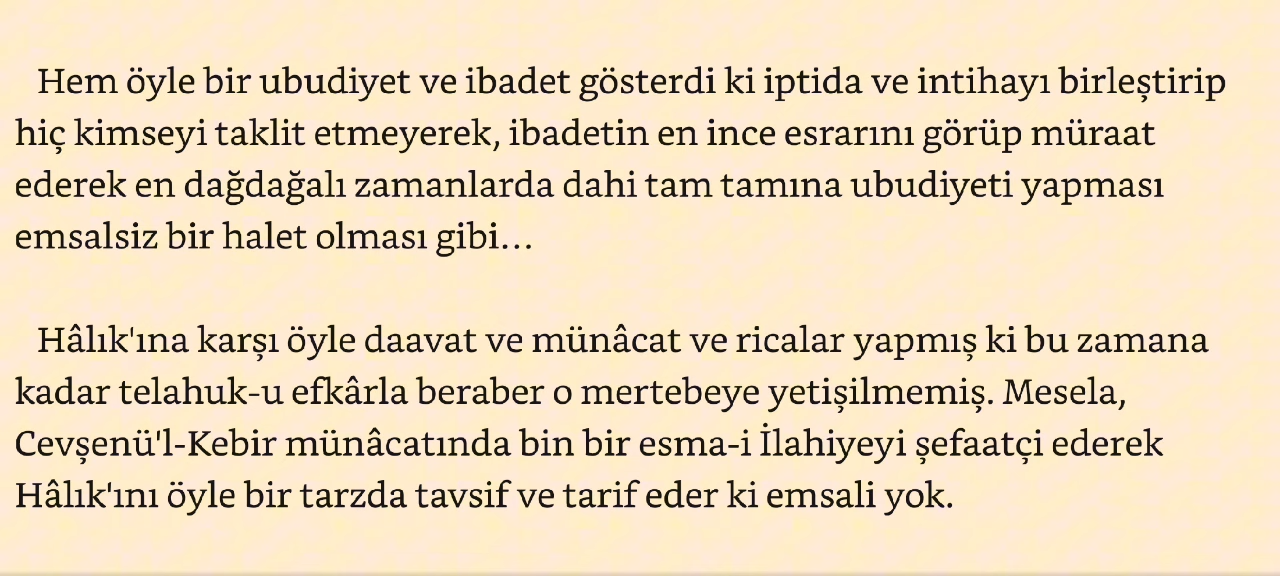 Hem öyle bir ubudiyet ve ibadet gösterdi ki iptida ve intihayı birleştirip
hiç kimseyi taklit etmeyerek, ibadetin en ince esrarını görüp müraat
ederek en dağdağalı zamanlarda dahi tam tamına ubudiyeti yapması
emsalsiz bir halet olması gibi...
Hâlık'ına karşı öyle daavat ve münâcat ve ricalar yapmış ki bu zamana
kadar telahuk-u efkârla beraber o mertebeye yetişilmemiş. Mesela,
Cevşenü'l-Kebir münâcatında bin bir esma-i İlahiyeyi şefaatçi ederek
Hâlık'ını öyle bir tarzda tavsif ve tarif eder ki emsali yok.